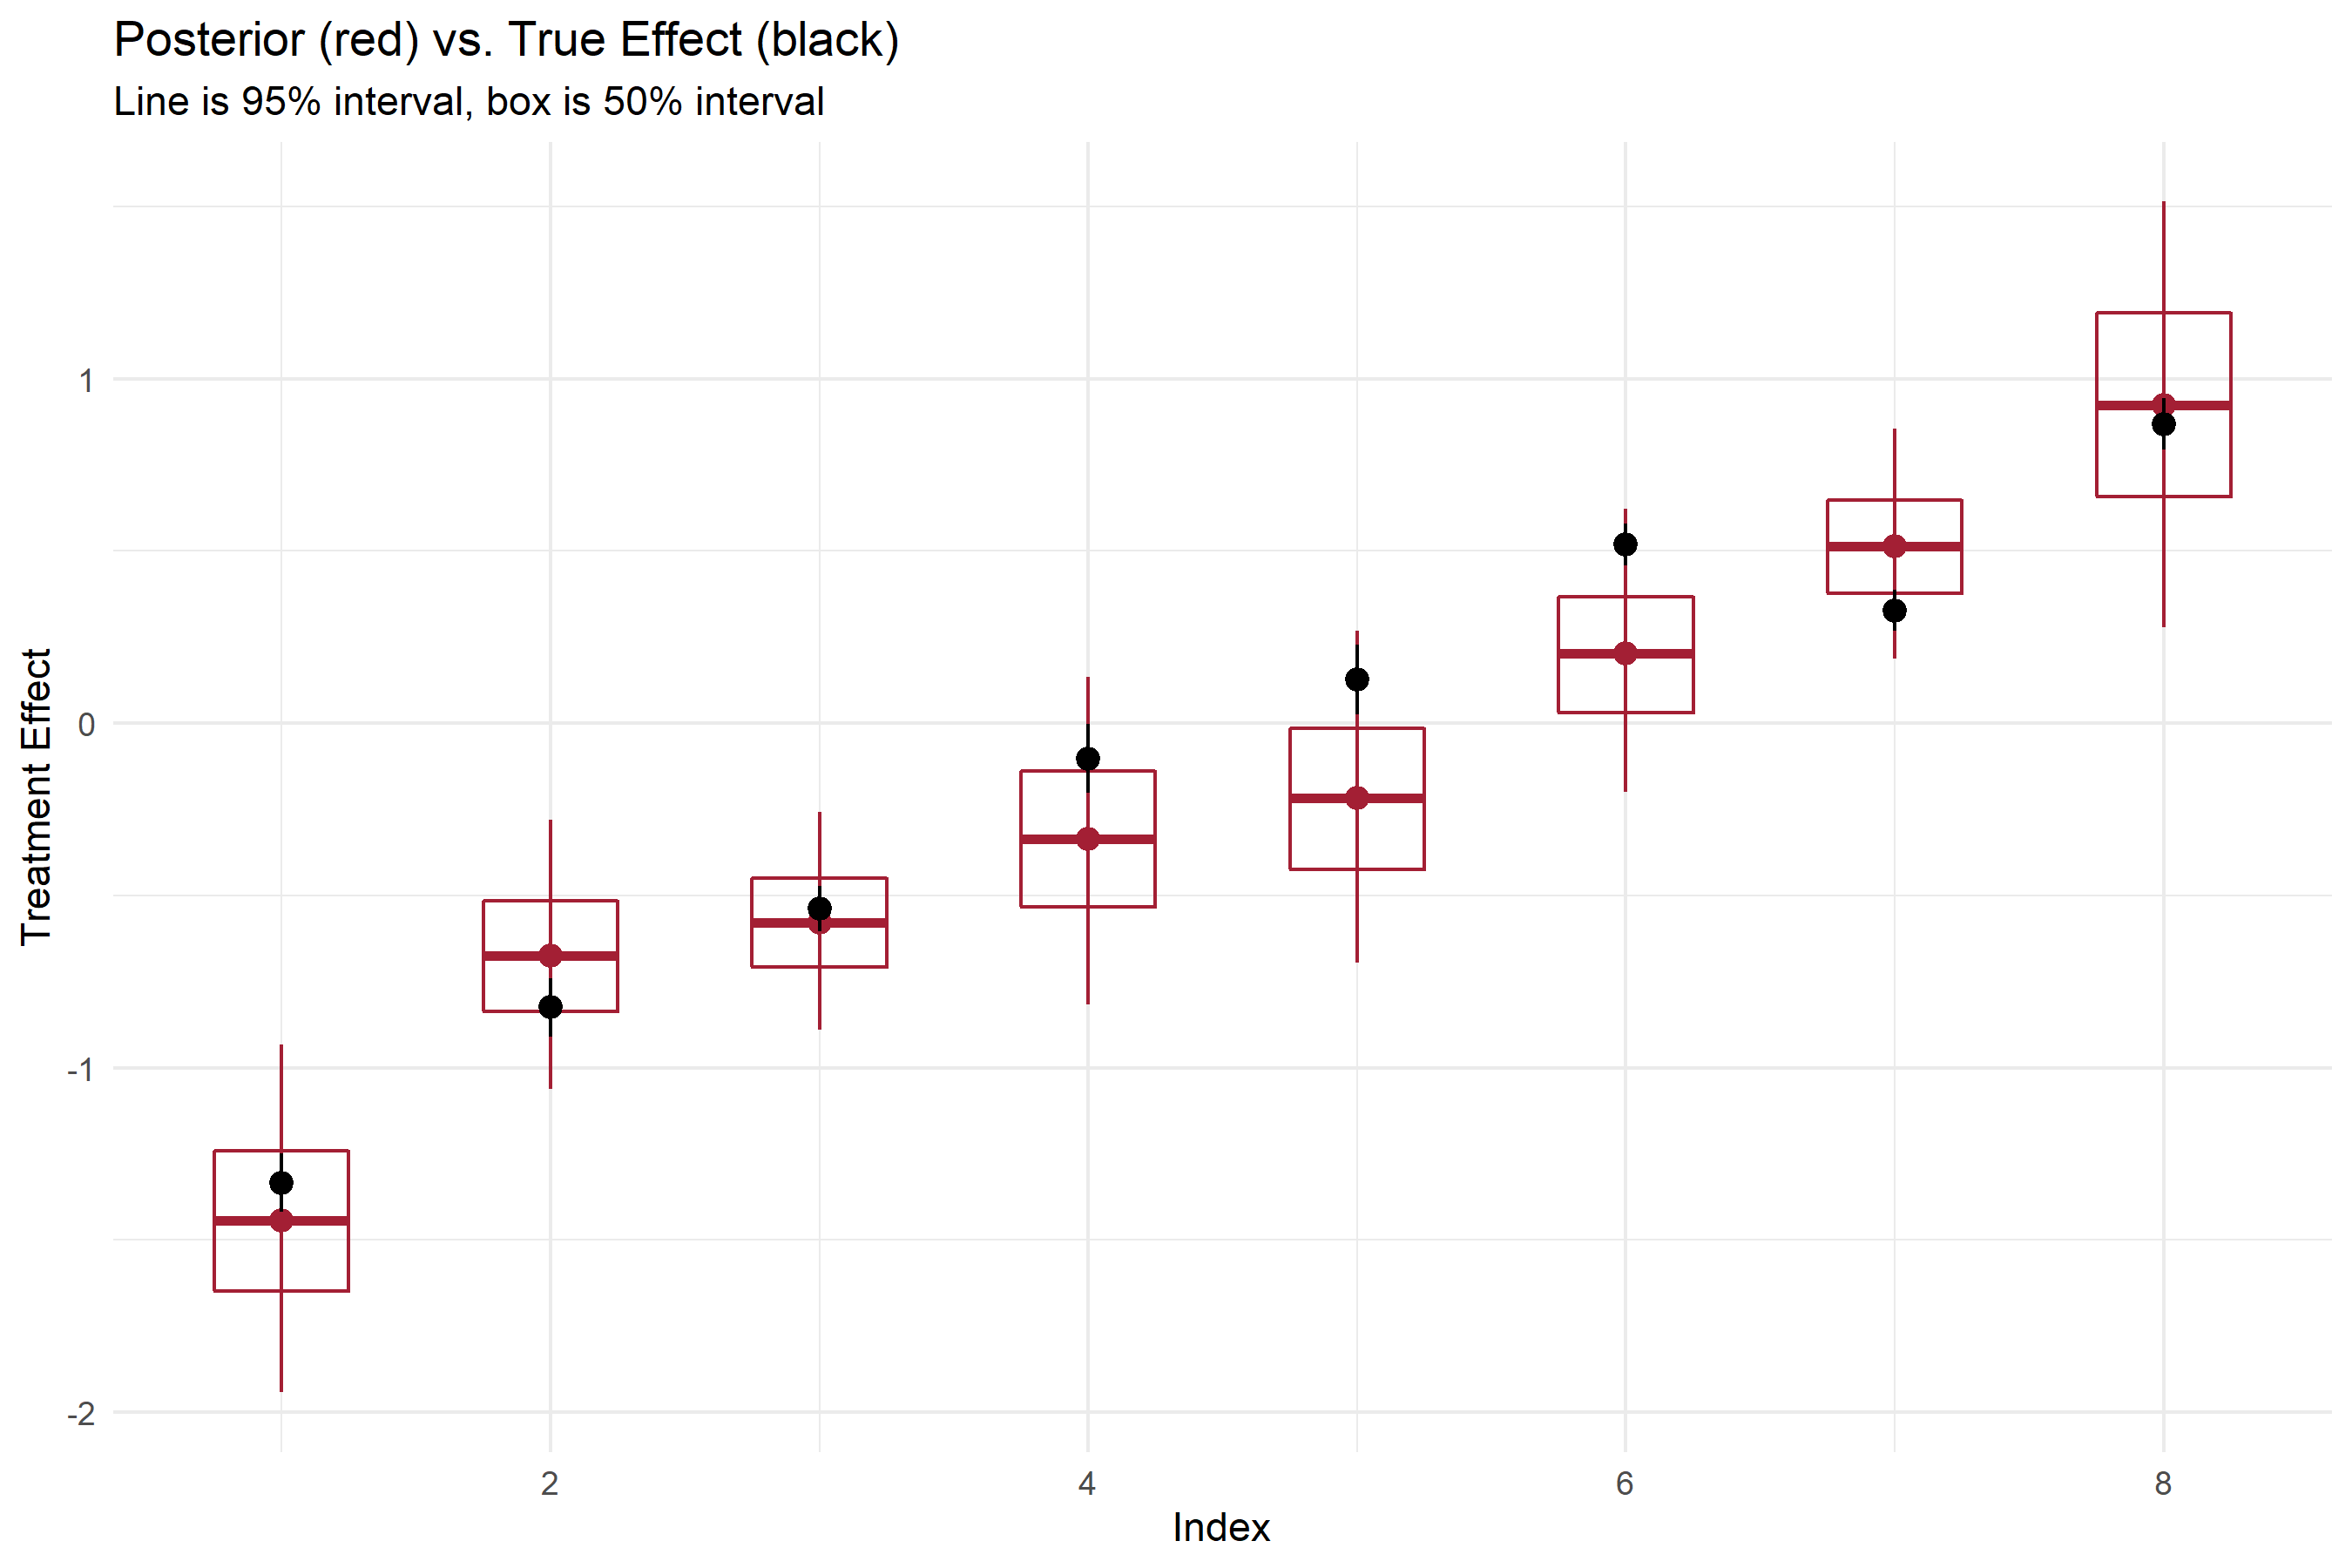 Posterior (red) vs. True Effect (black)
Line is 95% interval, box is 50% interval
Treatment Effect
1
0
-1
-2
2
4
6
8
Index